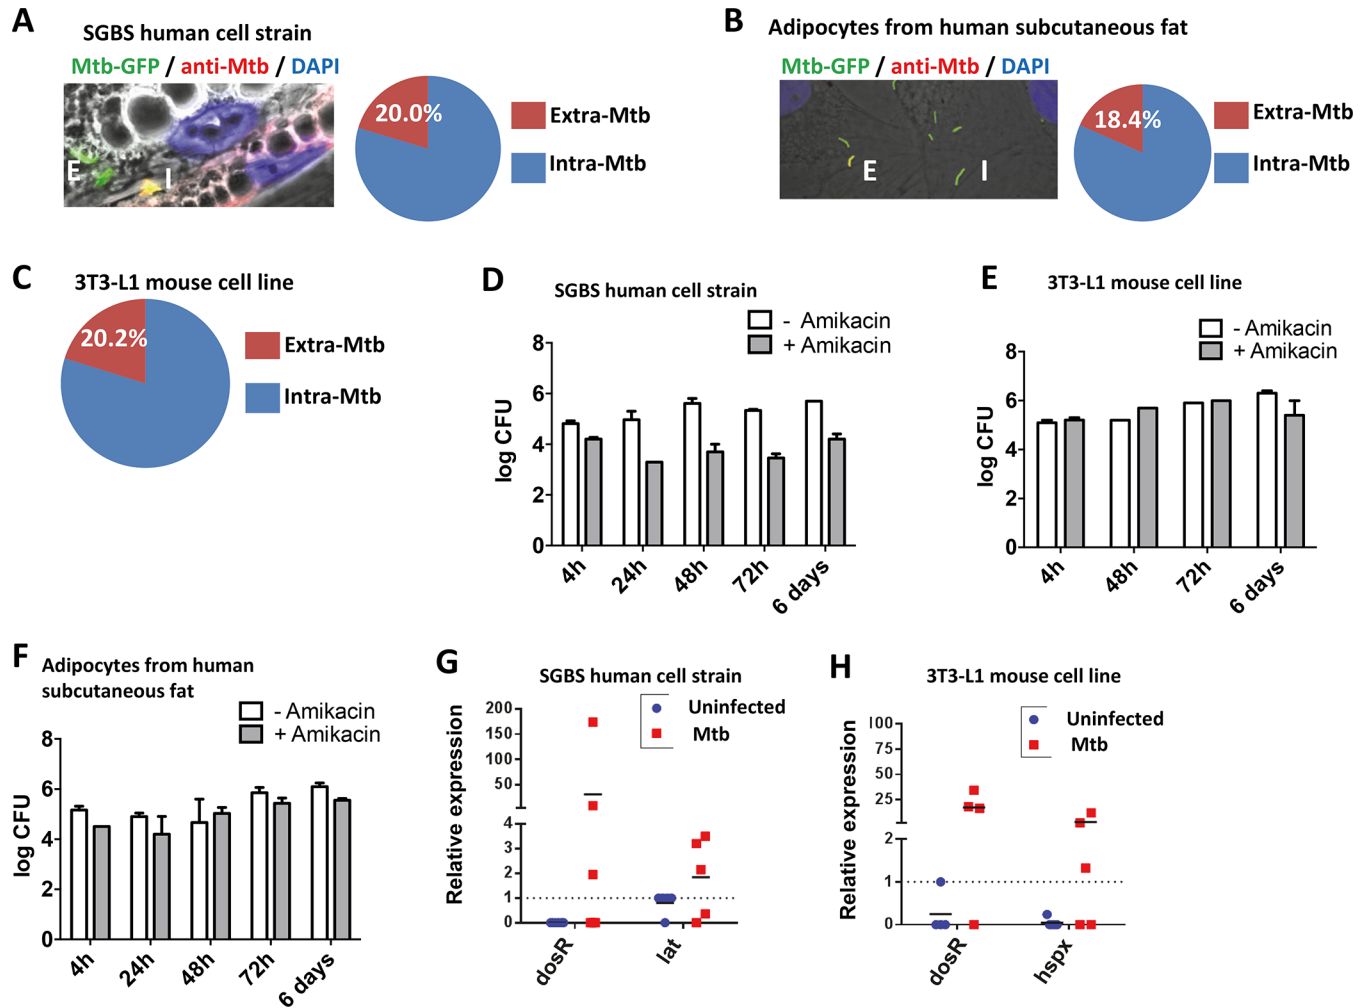 A
SGBS human cell strain
Mtb-GFP / anti-Mtb / DAPI
E
I
20.0%
Extra-Mtb
Intra-Mtb
B
Adipocytes from human subcutaneous fat
Mtb-GFP / anti-Mtb / DAPI
E
I
18.4%
Extra-Mtb
Intra-Mtb
C
3T3-L1 mouse cell line
20.2%
Extra-Mtb
Intra-Mtb
D
SGBS human cell strain
- Amikacin
+ Amikacin
log CFU
8
6
4
2
0
4h
24h
48h
72h
6 days
E
3T3-L1 mouse cell line
- Amikacin
+ Amikacin
log CFU
8
6
4
2
0
4h
48h
72h
6 days
F
Adipocytes from human
subcutaneous fat
- Amikacin
+ Amikacin
log CFU
8
6
4
2
0
4h
24h
48h
72h
6 days
G
SGBS human cell strain
Uninfected
Mtb
Relative expression
200
150
100
50
4
3
2
1
0
dosR
lat
H
3T3-L1 mouse cell line
Uninfected
Mtb
Relative expression
100
75
50
25
2
1
0
dosR
hspx